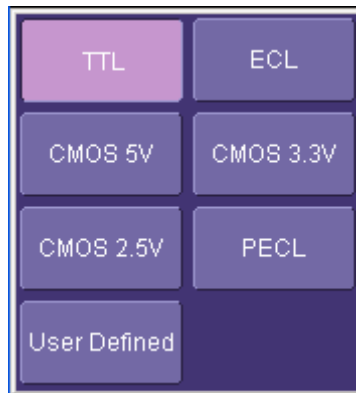 TTL
ECL
CMOS 5V
CMOS 3.3V
CMOS 2.5V
PECL
User Defined